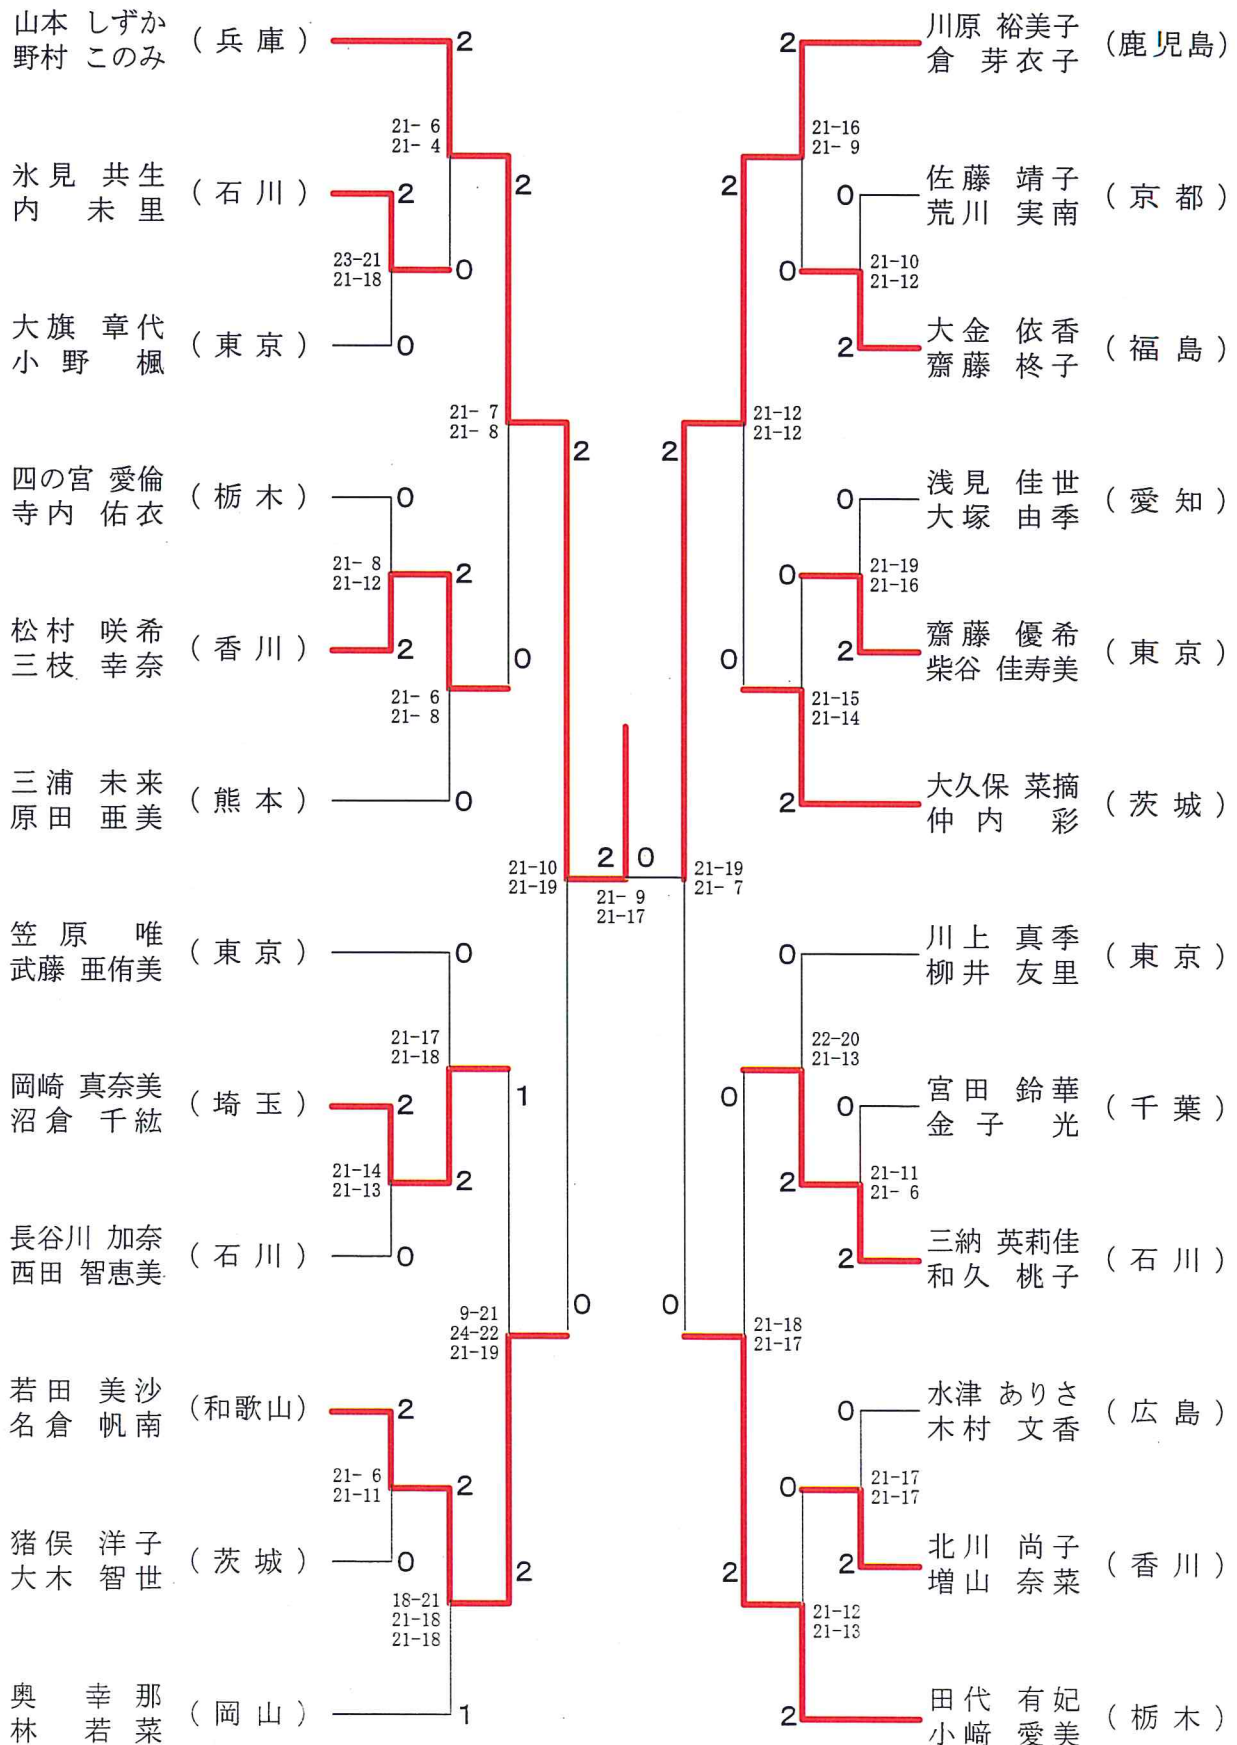 山本 しずか
野村 このみ
(兵庫)
2
21- 6
21- 4
氷見 共生
内 未里
(石川)
2
23-21
21-18
0
2
大旗 章代
小野 楓
(東京)
0
21- 7
21- 8
2
四の宮 愛倫
寺内 佑衣
(栃木)
0
21- 8
21-12
2
松村 咲希
三枝 幸奈
(香川)
2
0
21- 6
21- 8
三浦 未来
原田 亜美
(熊本)
0
21-10
21-19
2 0
21- 9
21-17
笠原 唯
武藤 亜侑美
(東京)
0
21-17
21-18
1
岡崎 真奈美
沼倉 千紘
(埼玉)
2
21-14
21-13
2
長谷川 加奈
西田 智恵美
(石川)
0
9-21
24-22
21-19
0
若田 美沙
名倉 帆南
(和歌山)
2
21- 6
21-11
2
猪俣 洋子
大木 智世
(茨城)
0
2
18-21
21-18
21-18
奥 幸那
林 若菜
(岡山)
1
川原 裕美子
倉 芽衣子
(鹿児島)
2
21-16
21- 9
2
佐藤 靖子
荒川 実南
(京都)
0
21-10
21-12
0
大金 依香
齋藤 柊子
(福島)
2
21-12
21-12
2
浅見 佳世
大塚 由季
(愛知)
0
21-19
21-16
0
齋藤 優希
柴谷 佳寿美
(東京)
2
0
21-15
21-14
大久保 菜摘
仲内 彩
(茨城)
2
21-19
21- 7
川上 真季
柳井 友里
(東京)
0
22-20
21-13
0
宮田 鈴華
金子 光
(千葉)
0
21-11
21- 6
2
三納 英莉佳
和久 桃子
(石川)
2
0
21-18
21-17
水津 ありさ
木村 文香
(広島)
0
21-17
21-17
0
北川 尚子
増山 奈菜
(香川)
2
2
21-12
21-13
田代 有妃
小﨑 愛美
(栃木)
2